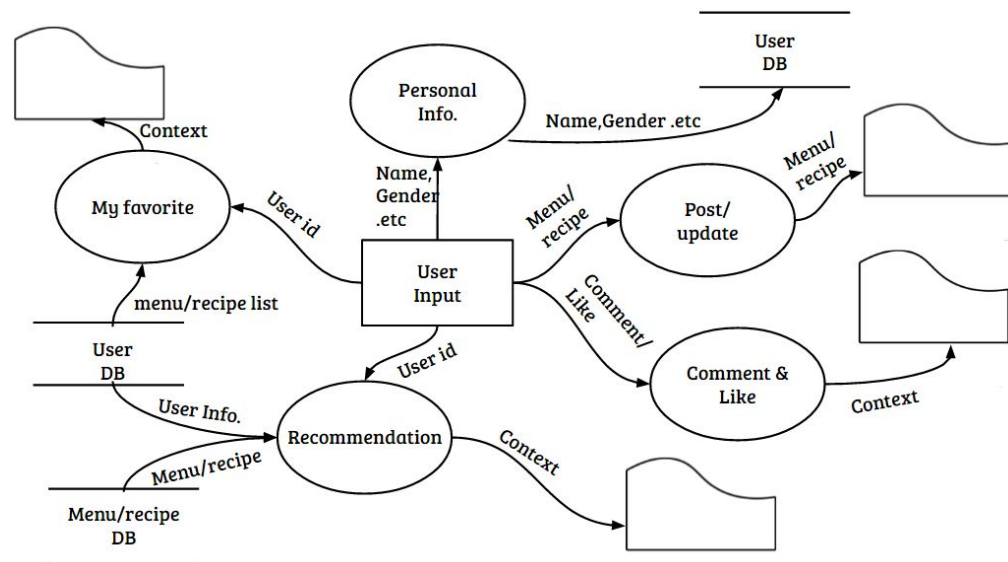 User
DB
Personal
Info.
Name,Gender .etc
Context
Menu/
recipe
My favorite
User id
Name,
Gender
.etc
Menu/
recipe
Post/
update
User
Input
menu/recipe list
Comment/
Like
User
DB
User id
Comment &
Like
Context
User Info.
Recommendation
Menu/recipe
Context
Menu/recipe
DB